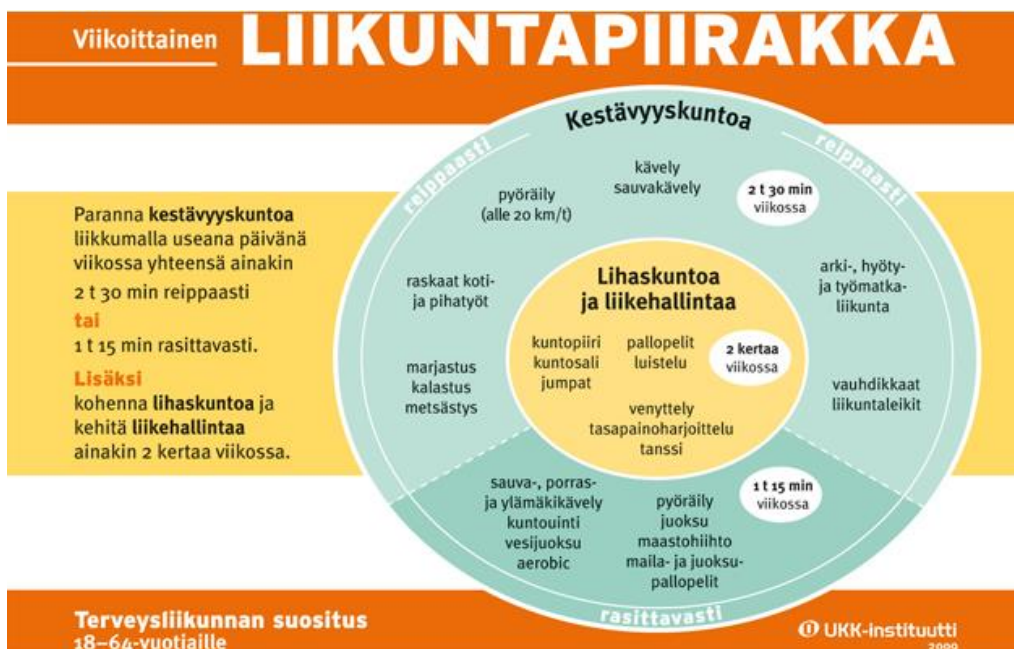 Viikoittainen LIIKUNTAPIIRAKKA
Paranna kestävyyskuntoa
liikkumalla useana päivänä
viikossa yhteensä ainakin
2 t 30 min reippaasti
tai
1 t 15 min rasittavasti.
Lisäksi
kohenna lihaskuntoa ja
kehitä liikehallintaa
ainakin 2 kertaa viikossa.
Kestävyyskuntoa
reippaasti
reippaasti
kävely
sauvakävely
2 t 30 min
viikossa
pyöräily
(alle 20 km/t)
raskaat koti-
ja pihatyöt
arki-, hyöty-
ja työmatka-
liikunta
marjastus
kalastus
metsästys
vauhdikkaat
liikuntaleikit
Lihaskuntoa
ja liikehallintaa
kuntopiiri
kuntosali
jumpat
pallopelit
luistelu
2 kertaa
viikossa
venyttely
tasapainoharjoittelu
tanssi
sauva-, porras-
ja ylämäkikävely
kuntouinti
vesijuoksu
aerobic
pyöräily
juoksu
maastohiihto
maila- ja juoksu-
pallopelit
1 t 15 min
viikossa
rasittavasti
Terveysliikunnan suositus
18–64-vuotiaille
UKK-instituutti
2009